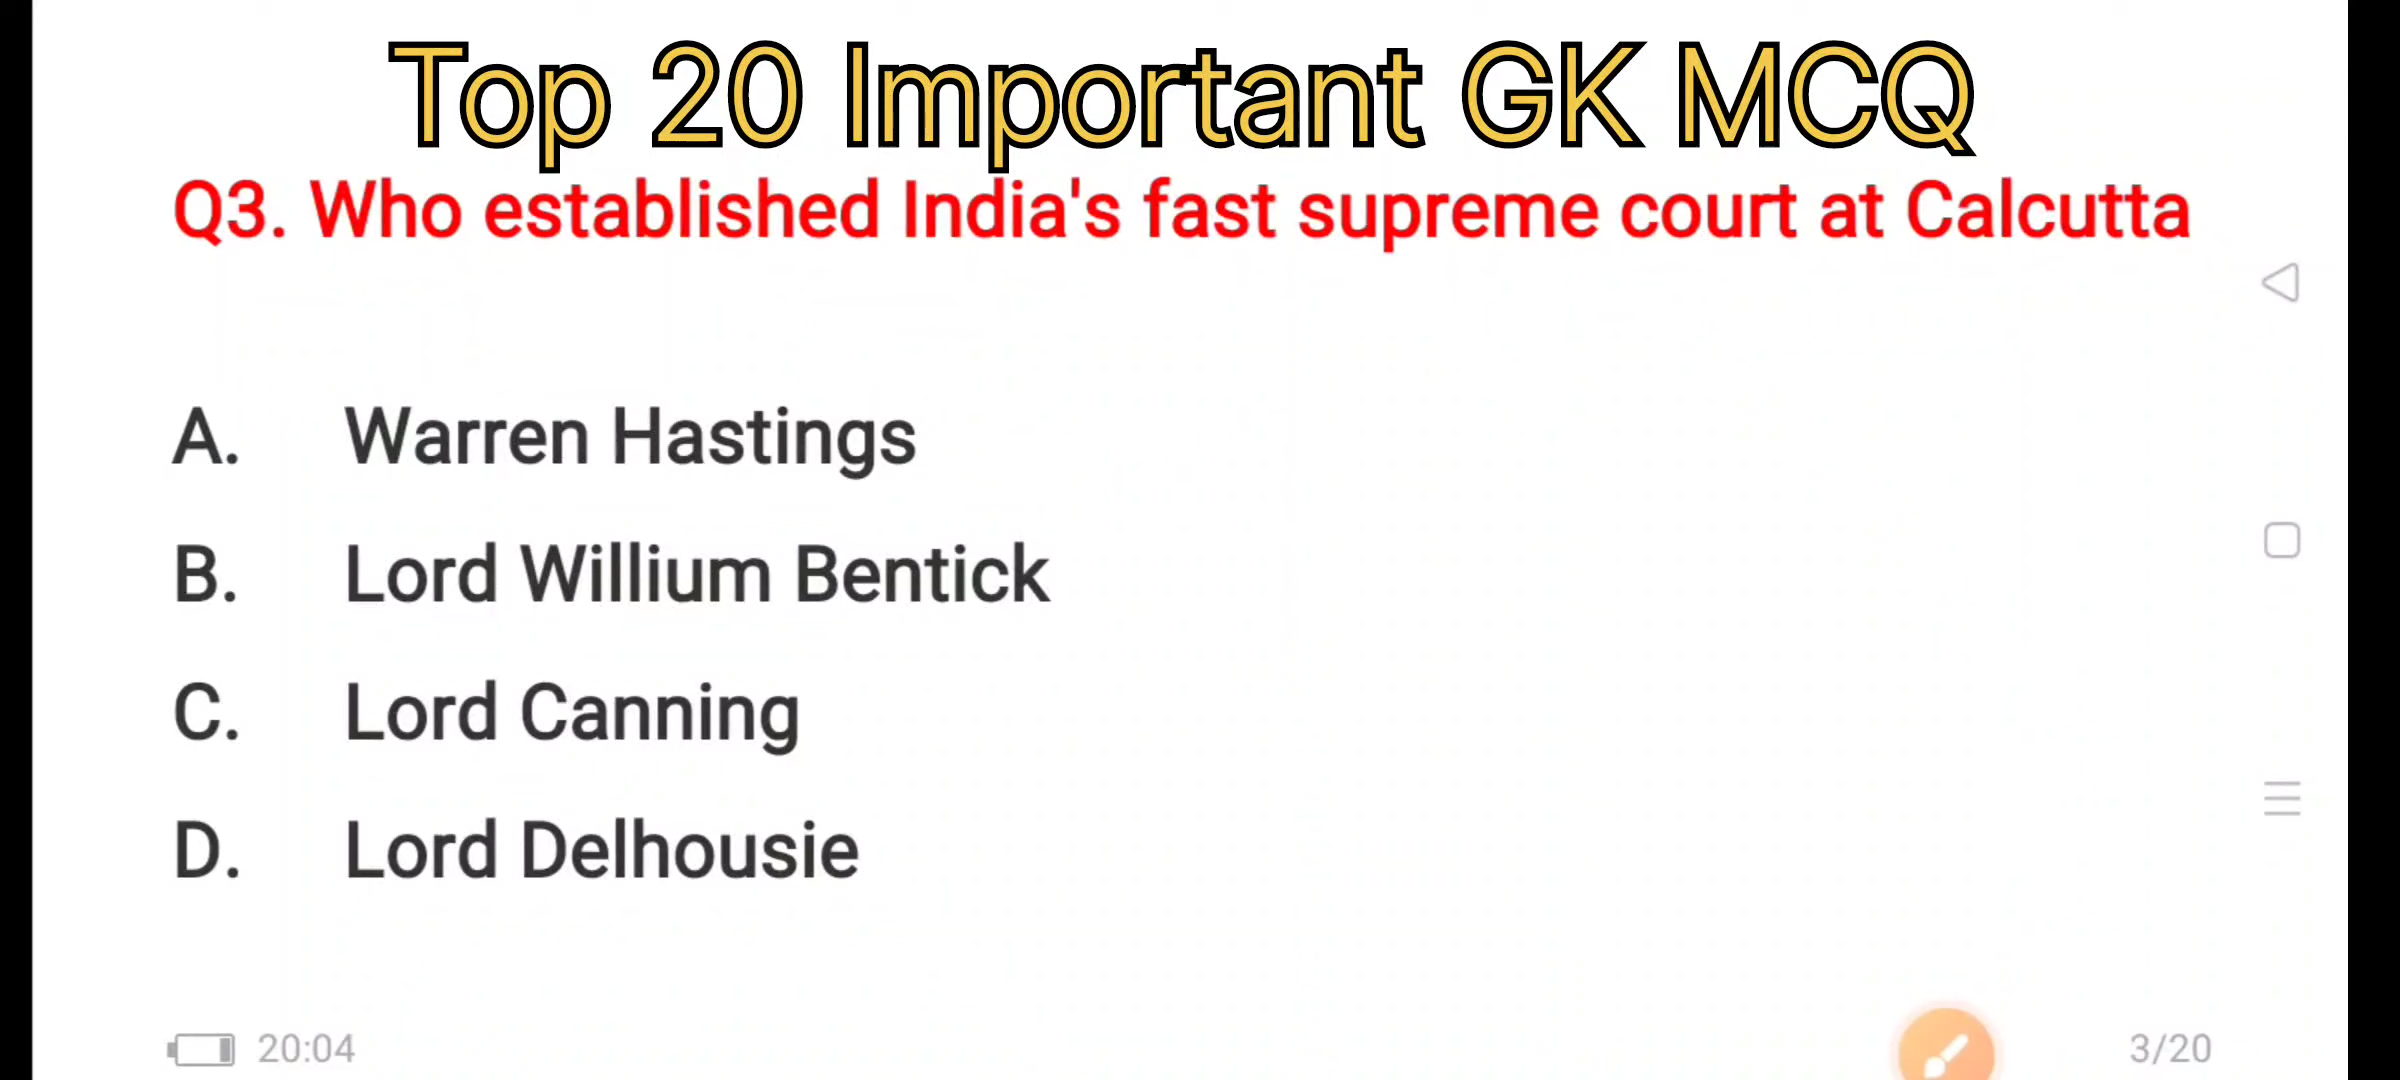 Top 20 Important GK MCQ
Q3. Who established India's fast supreme court at Calcutta
A. Warren Hastings
B. Lord Willium Bentick
C. Lord Canning
D. Lord Delhousie
20:04
3/20